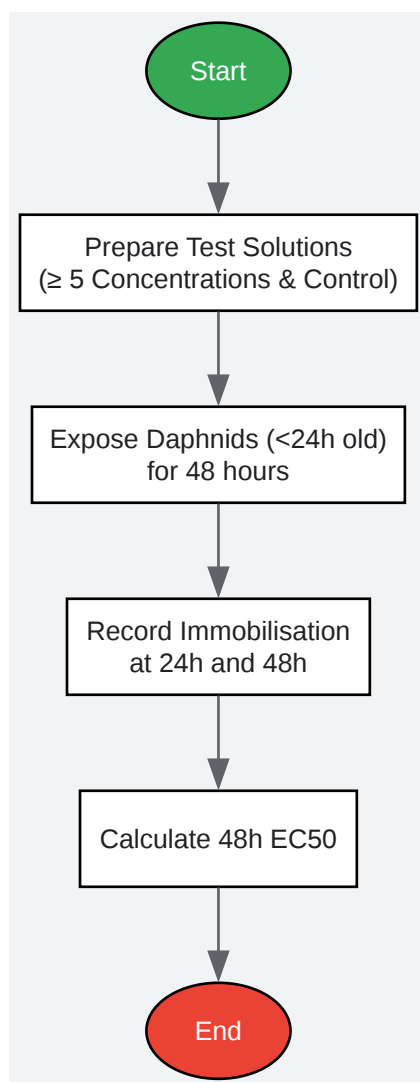 Start
Prepare Test Solutions
(≥ 5 Concentrations & Control)
Expose Daphnids (<24h old)
for 48 hours
Record Immobilisation
at 24h and 48h
Calculate 48h EC50
End